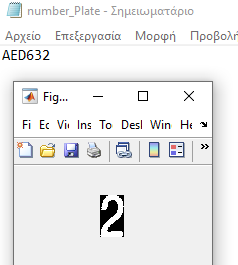 number_Plate - Σημειωματάριο
Αρχείο Επεξεργασία Μορφή Προβολή
AED632
Fig...
Fi Ec Vi Ins To Desl Win He
2